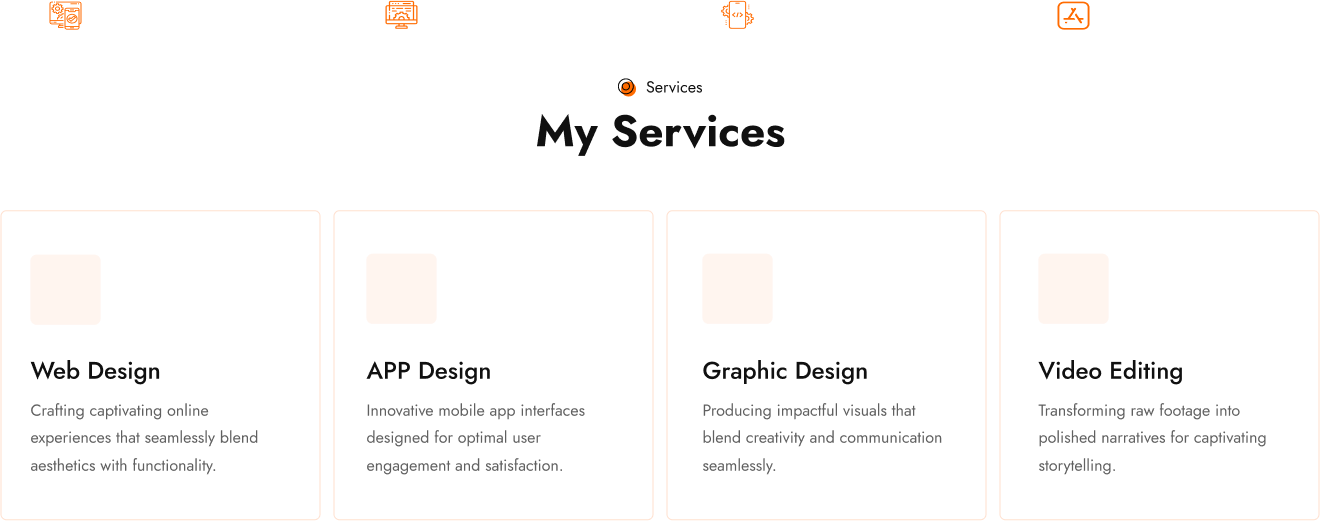 Services
My Services
Web Design
Crafting captivating online
experiences that seamlessly blend
aesthetics with functionality.
APP Design
Innovative mobile app interfaces
designed for optimal user
engagement and satisfaction.
Graphic Design
Producing impactful visuals that
blend creativity and communication
seamlessly.
Video Editing
Transforming raw footage into
polished narratives for captivating
storytelling.